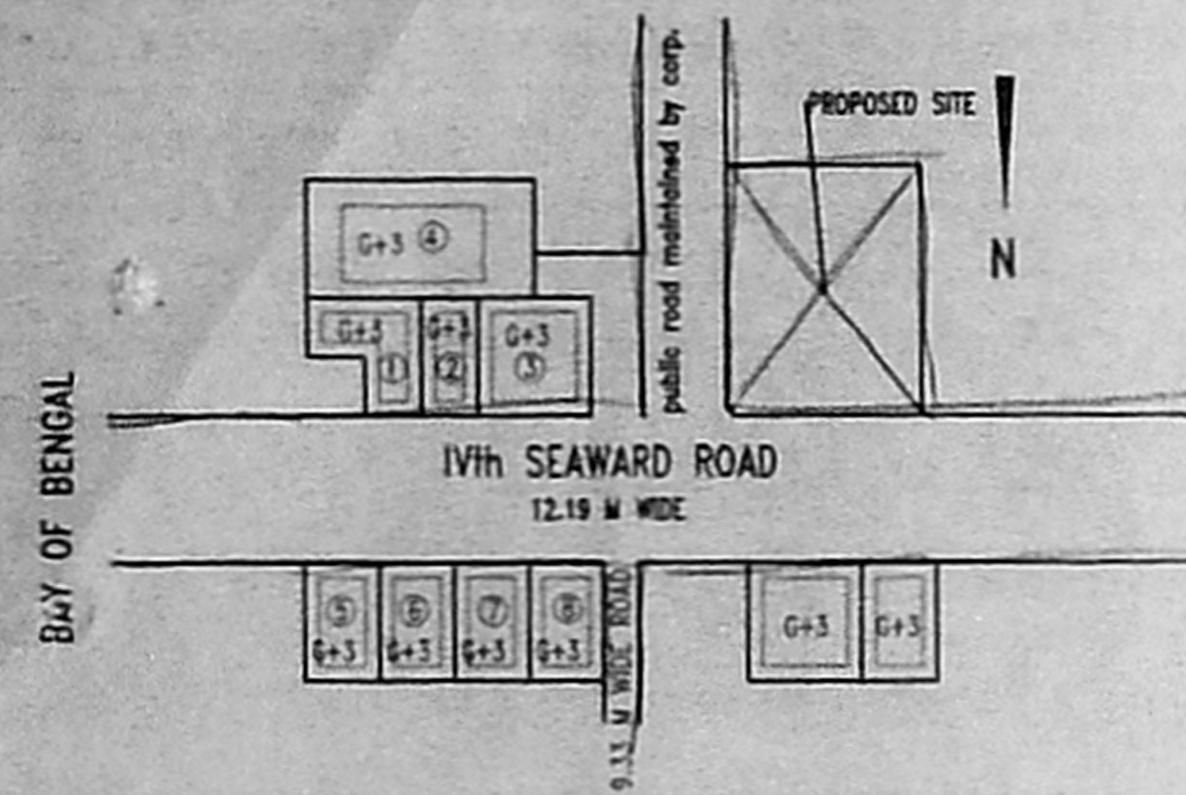 PROPOSED SITE
N
public road maintained by corp.
G+3 ④
G+3 ①
G+3 ②
G+3 ③
BAY OF BENGAL
IVth SEAWARD ROAD
12.19 M WIDE
⑤ G+3
⑥ G+3
⑦ G+3
⑧ G+3
9.33 M WIDE ROAD
G+3
G+3